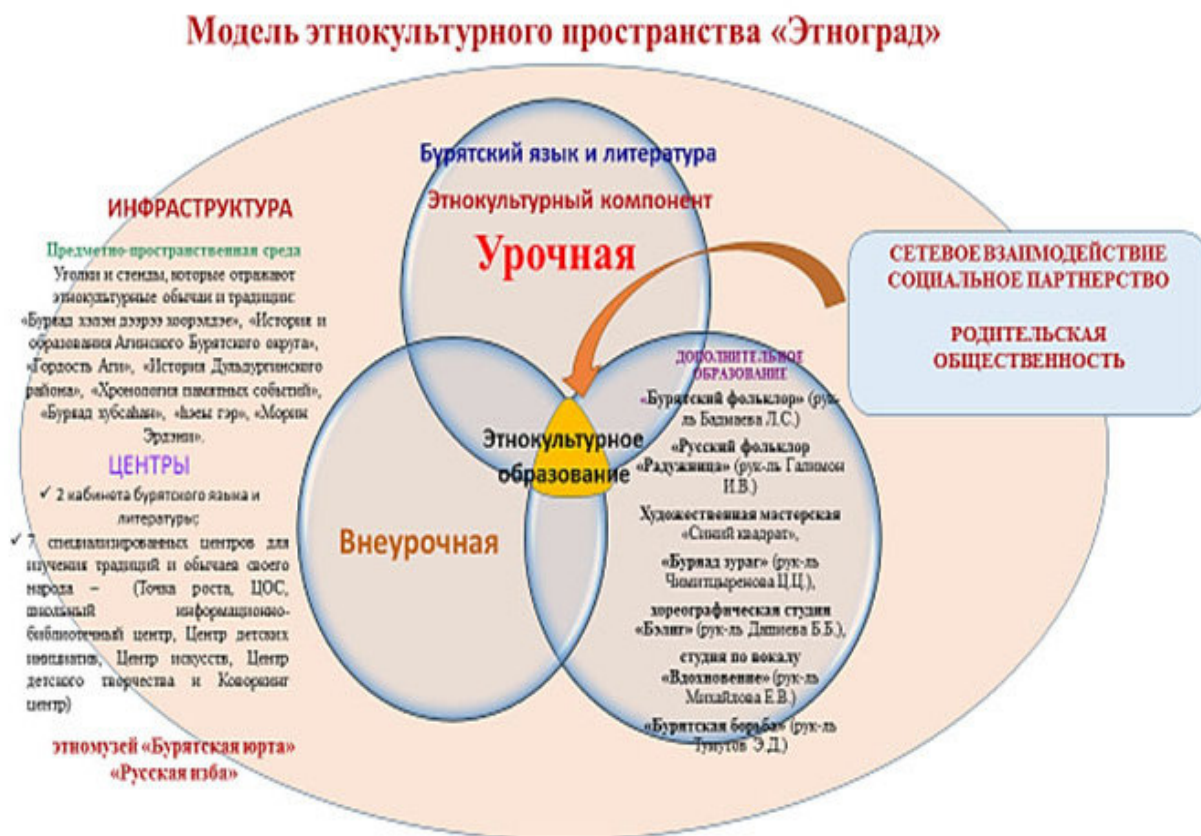 Модель этнокультурного пространства «Этноград»
ИНФРАСТРУКТУРА
Предметно-пространственная среда
Уголки и стенды, которые отражают
этнокультурные обычаи и традиции:
«Буряад хэлэн дээрээ хөөрэлдэе», «История и
образования Агинского Бурятского округа»,
«Гордость Аги», «История Дульдургинского
района», «Хронология памятных событий»,
«Буряад хубсаhан», «hэеы гэр», «Морин
Эрдэни».
ЦЕНТРЫ
✓ 2 кабинета бурятского языка и
литературы;
✓ 7 специализированных центров для
изучения традиций и обычаев своего
народа – (Точка роста, ЦОС,
школьный информационно-
библиотечный центр, Центр детских
инициатив, Центр искусств, Центр
детского творчества и Коворкинг
центр)
этномузей «Бурятская юрта»
«Русская изба»
Бурятский язык и литература
Этнокультурный компонент
Урочная
Внеурочная
Этнокультурное
образование
ДОПОЛНИТЕЛЬНОЕ
ОБРАЗОВАНИЕ
«Бурятский фольклор» (рук-
ль Бадмаева Л.С.)
«Русский фольклор
«Радужница» (рук-ль Галимон
И.В.)
Художественная мастерская
«Синий квадрат»,
«Буряад зураг» (рук-ль
Чимитцыренова Ц.Ц.),
хореографическая студия
«Бэлиг» (рук-ль Дашиева Б.Б.),
студия по вокалу
«Вдохновение» (рук-ль
Михайлова Е.В.)
«Бурятская борьба» (рук-ль
Тумутов Э.Д.)
СЕТЕВОЕ ВЗАИМОДЕЙСТВИЕ
СОЦИАЛЬНОЕ ПАРТНЕРСТВО
РОДИТЕЛЬСКАЯ
ОБЩЕСТВЕННОСТЬ